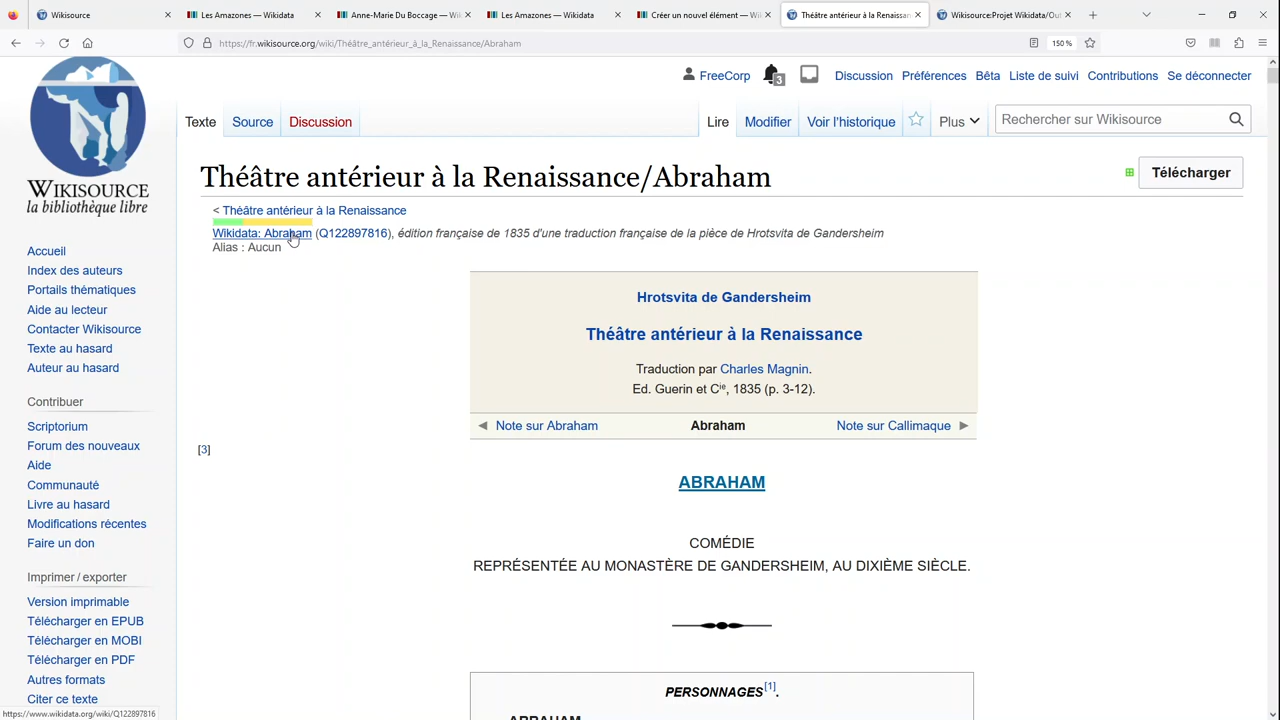 Wikisource
Les Amazones — Wikidata
Anne-Marie Du Boccage — Wiki
Les Amazones — Wikidata
Créer un nouvel élément — Wi
Théâtre antérieur à la Renaissanc
Wikisource:Projet Wikidata/Out
https://fr.wikisource.org/wiki/Théâtre_antérieur_à_la_Renaissance/Abraham
150 %
FreeCorp
3
Discussion
Préférences
Bêta
Liste de suivi
Contributions
Se déconnecter
Texte
Source
Discussion
Lire
Modifier
Voir l'historique
Plus
Rechercher sur Wikisource
WIKISOURCE
la bibliothèque libre
Théâtre antérieur à la Renaissance/Abraham
Télécharger
< Théâtre antérieur à la Renaissance
Wikidata: Abraham (Q122897816), édition française de 1835 d'une traduction française de la pièce de Hrotsvita de Gandersheim
Alias : Aucun
Accueil
Index des auteurs
Portails thématiques
Aide au lecteur
Contacter Wikisource
Texte au hasard
Auteur au hasard
Contribuer
Scriptorium
Forum des nouveaux
Aide
Communauté
Livre au hasard
Modifications récentes
Faire un don
Imprimer / exporter
Version imprimable
Télécharger en EPUB
Télécharger en MOBI
Télécharger en PDF
Autres formats
Citer ce texte
Hrotsvita de Gandersheim
Théâtre antérieur à la Renaissance
Traduction par Charles Magnin.
Ed. Guerin et Cie, 1835 (p. 3-12).
◄ Note sur Abraham
Abraham
Note sur Callimaque ►
[3]
ABRAHAM
COMÉDIE
REPRÉSENTÉE AU MONASTÈRE DE GANDERSHEIM, AU DIXIÈME SIÈCLE.
PERSONNAGES[1].
ABRAHAM
https://www.wikidata.org/wiki/Q122897816